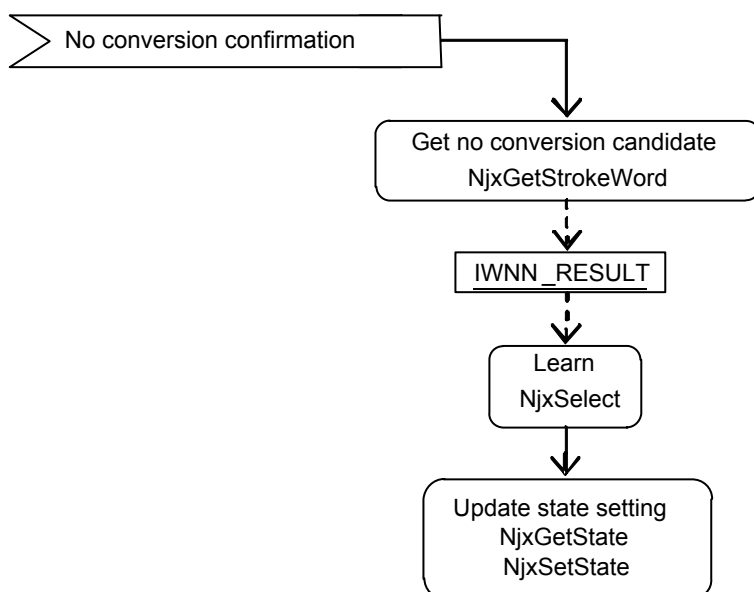 No conversion confirmation
Get no conversion candidate
NjxGetStrokeWord
IWNN_RESULT
Learn
NjxSelect
Update state setting
NjxGetState
NjxSetState